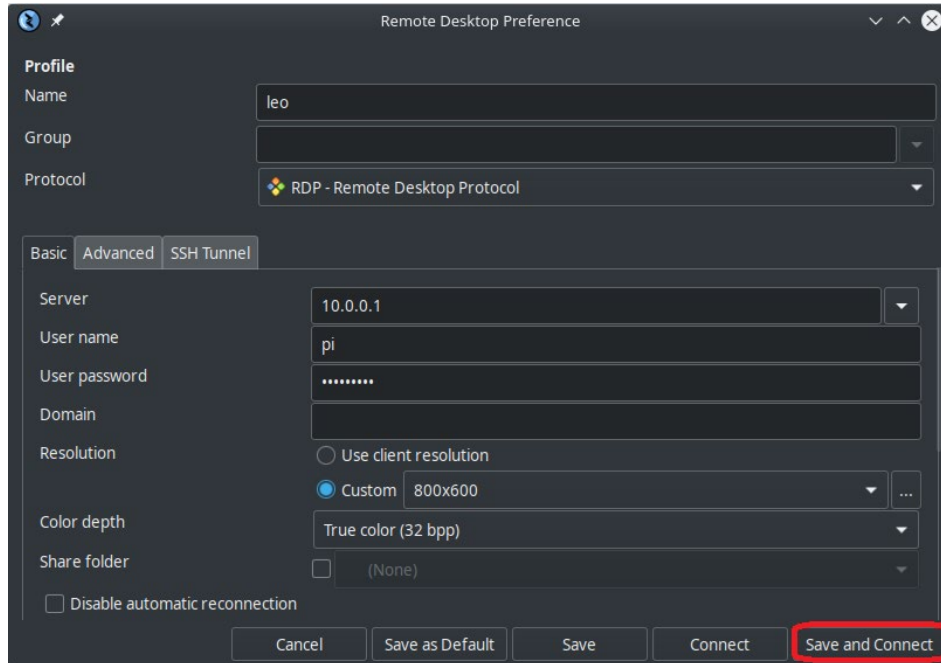 Remote Desktop Preference
Profile
Name
leo
Group
Protocol
RDP - Remote Desktop Protocol
Basic Advanced SSH Tunnel
Server
10.0.0.1
User name
pi
User password
•••••••••
Domain
Resolution
Use client resolution
Custom 800x600 ...
Color depth
True color (32 bpp)
Share folder
(None)
Disable automatic reconnection
Cancel Save as Default Save Connect Save and Connect